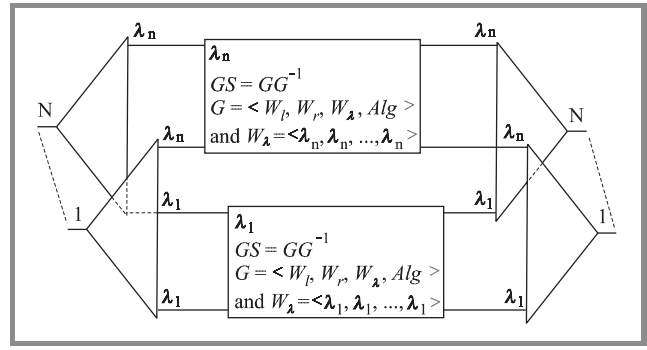 λn λn
λn
GS = GG-1
G = < Wl, Wr, Wλ, Alg >
and Wλ=<λn, λn, ...,λn >
N N
λn λn
1 1
λ1 λ1
λ1
GS = GG-1
G = < Wl, Wr, Wλ, Alg >
and Wλ=<λ1, λ1, ...,λ1 >
λ1 λ1